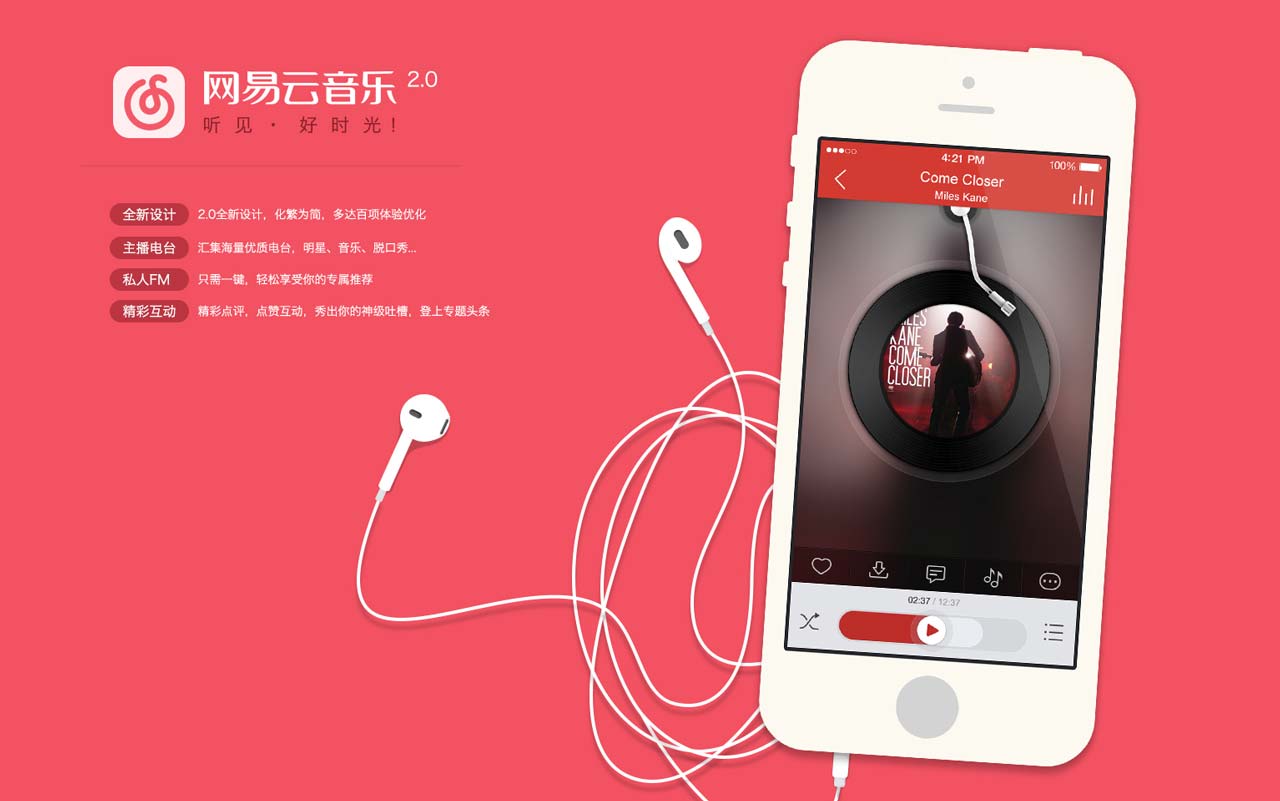 网易云音乐 2.0
听见·好时光!
全新设计 2.0全新设计，化繁为简，多达百项体验优化
主播电台 汇集海量优质电台，明星、音乐、脱口秀...
私人FM 只需一键，轻松享受你的专属推荐
精彩互动 精彩点评，点赞互动，秀出你的神级吐槽，登上专题头条
4:21 PM 100%
Come Closer
Miles Kane
MILES
KANE
COME
CLOSER
02:37 / 12:37